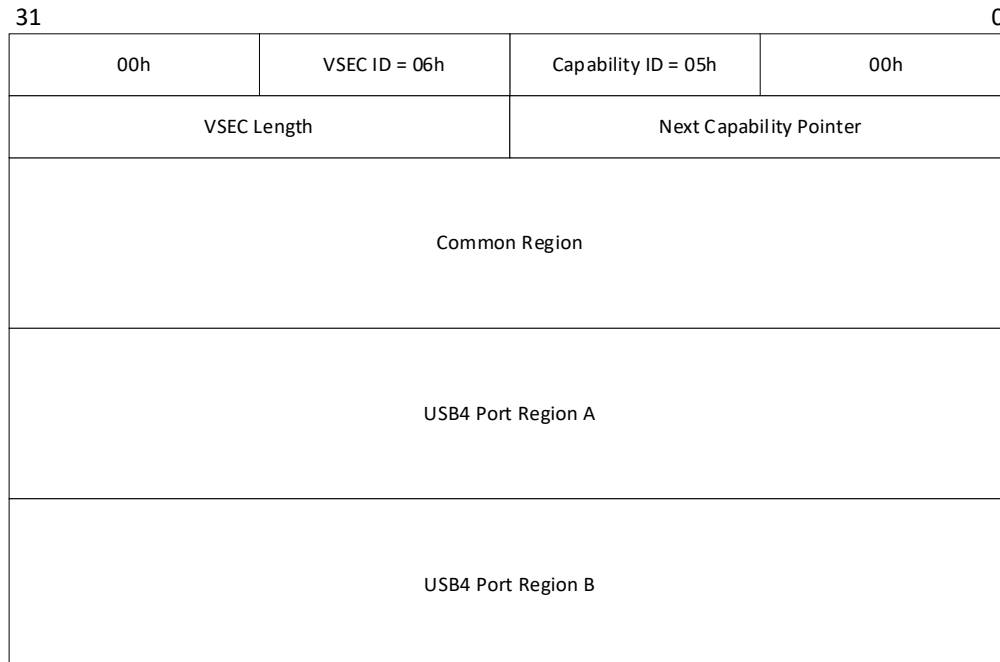 31 0
00h VSEC ID = 06h Capability ID = 05h 00h
VSEC Length Next Capability Pointer
Common Region
USB4 Port Region A
USB4 Port Region B